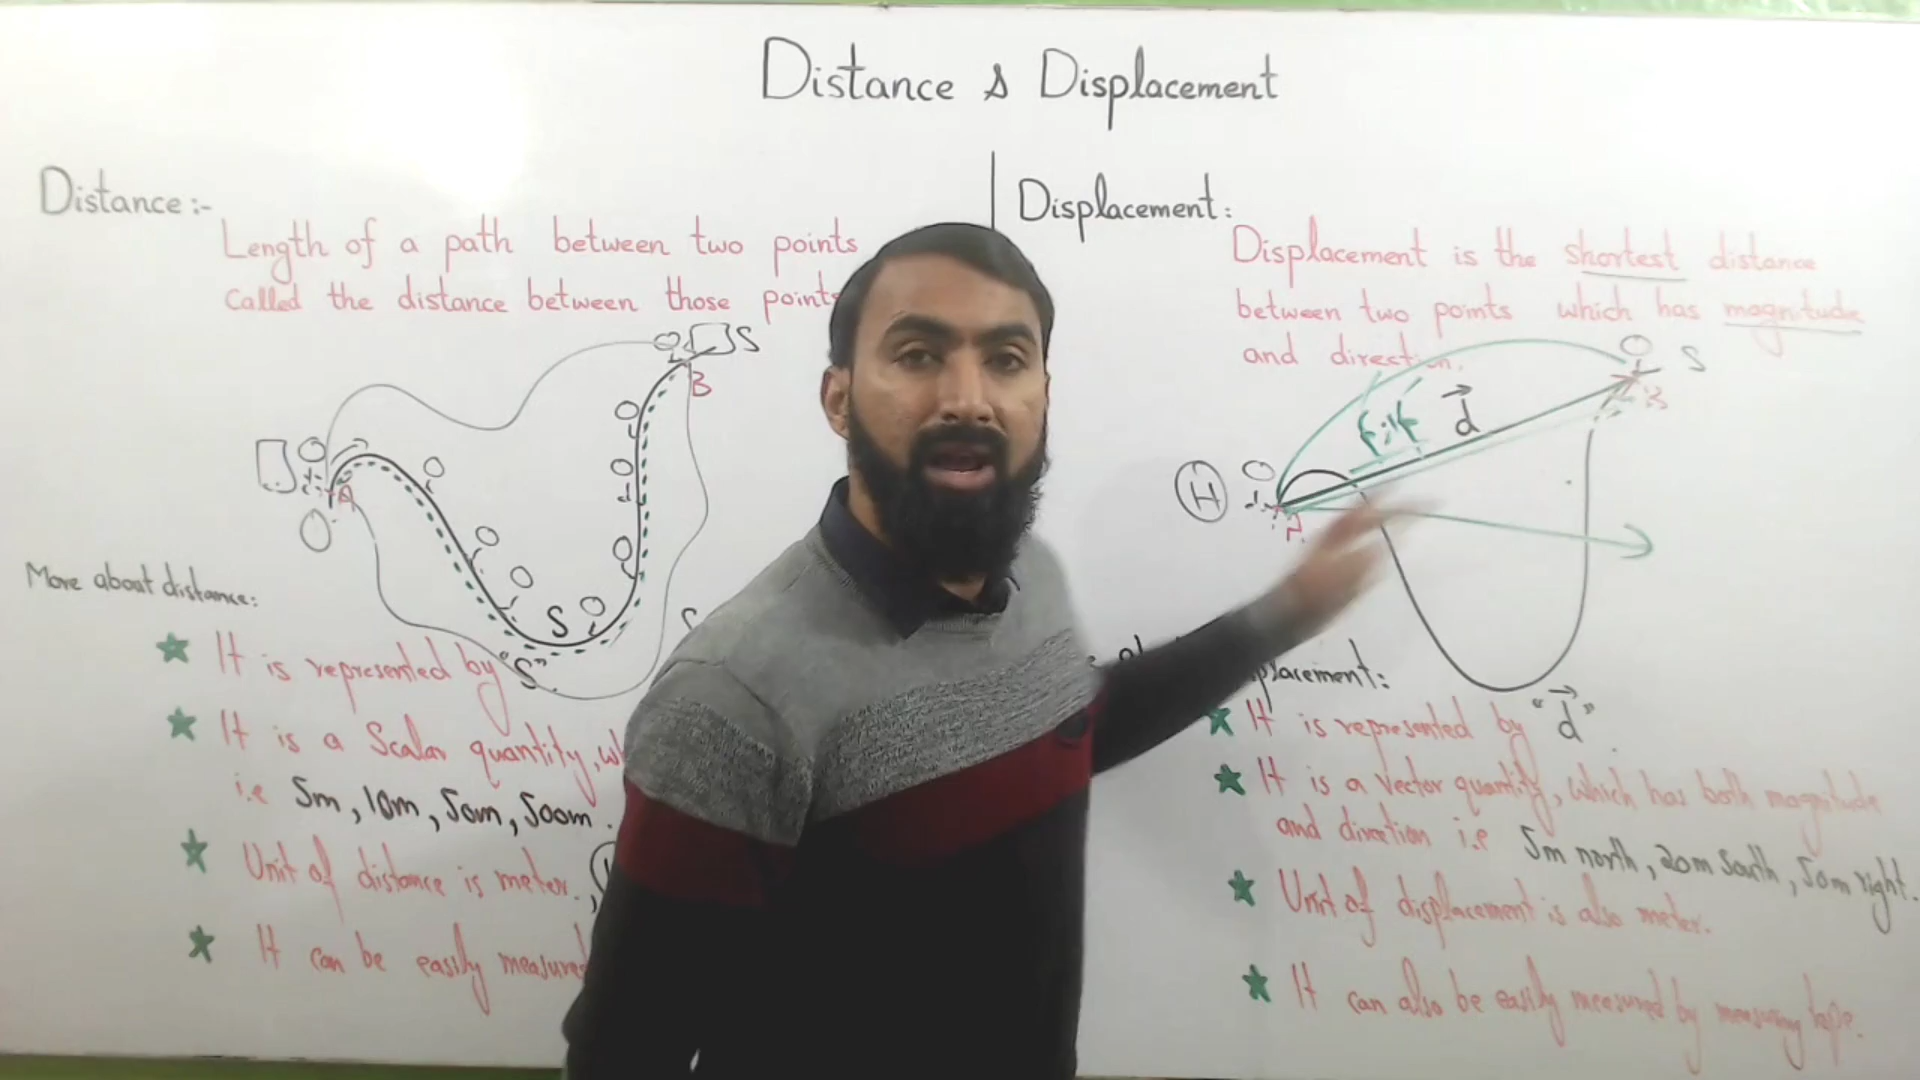 Distance & Displacement
Distance :-
Length of a path between two points
called the distance between those points
S
B
A
S
"S"
More about distance:
It is represented by "S".
It is a Scalar quantity,
i.e 5m, 10m, 50m, 500m.
Unit of distance is meter.
It can be easily measured
Displacement:
Displacement is the shortest distance
between two points which has magnitude
and direction.
S
B
d
H
A
placement:
It is represented by "d".
It is a vector quantity, which has both magnitude
and direction i.e 5m north, 20m South, 50m right.
Unit of displacement is also meter.
It can also be easily measured by measuring tape.